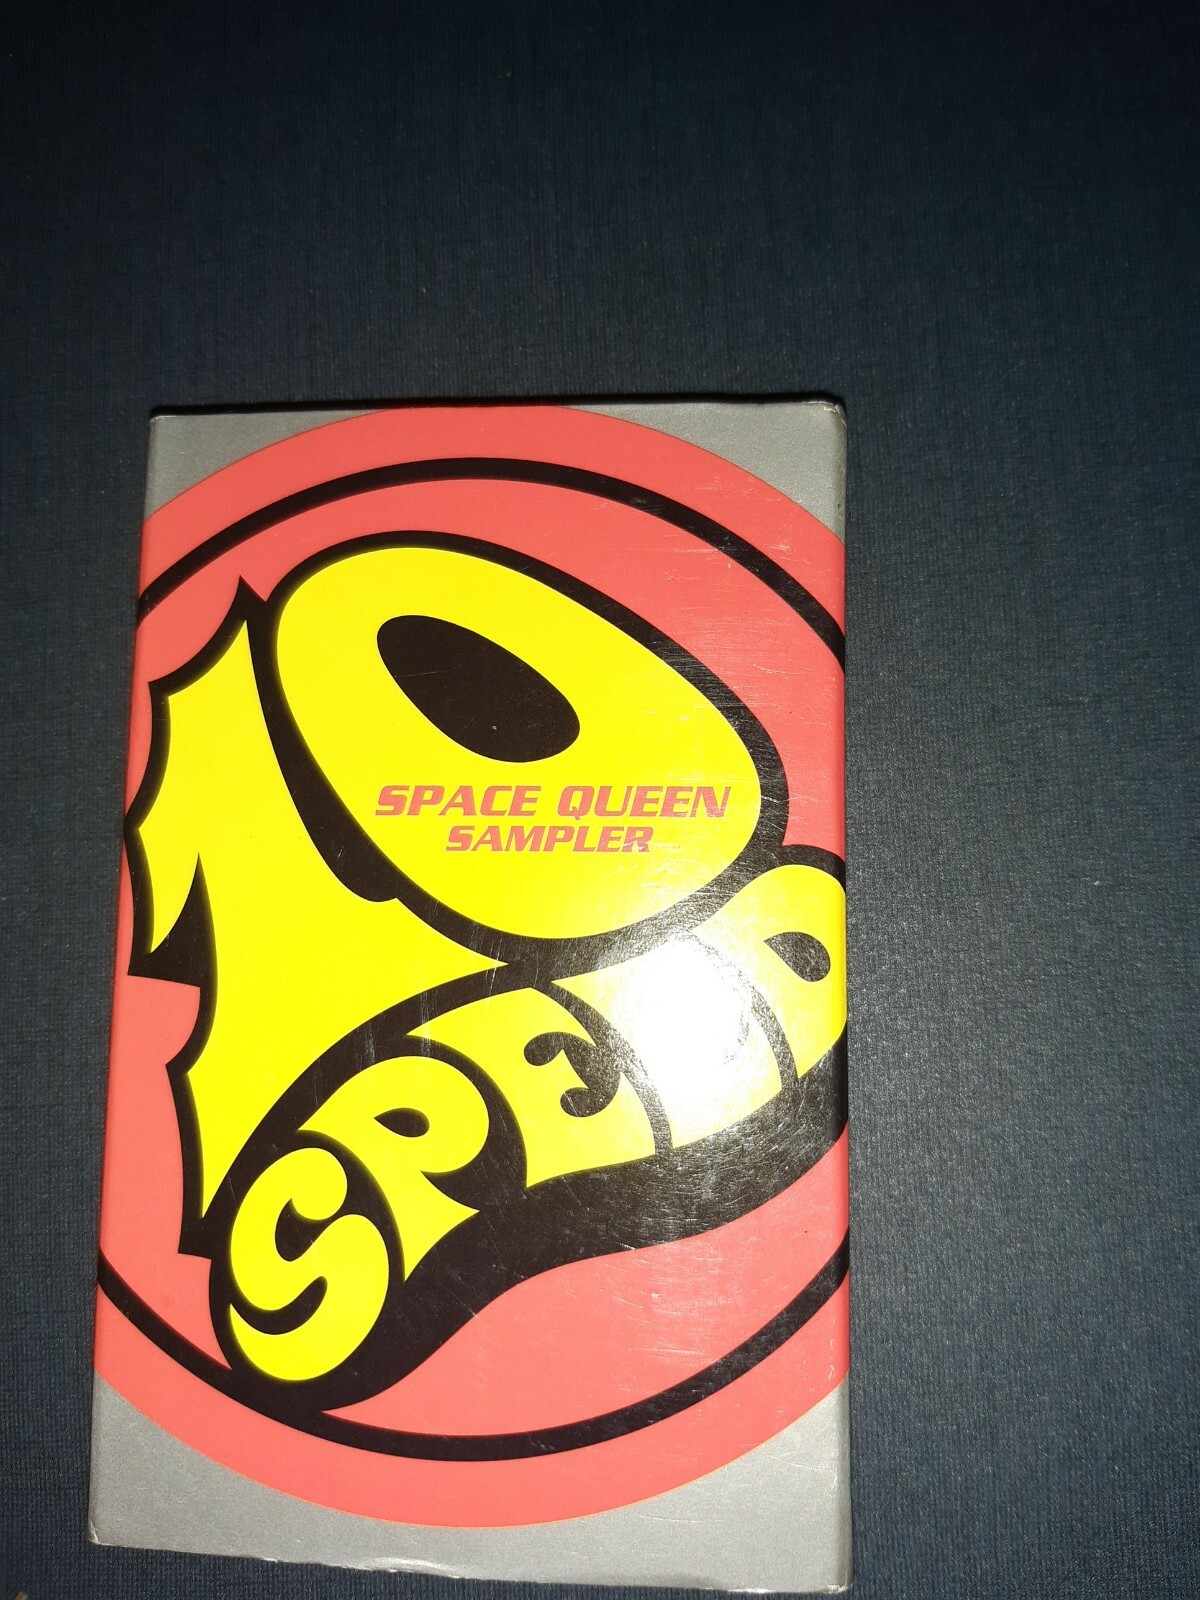 10
SPACE QUEEN
SAMPLER
SPEED